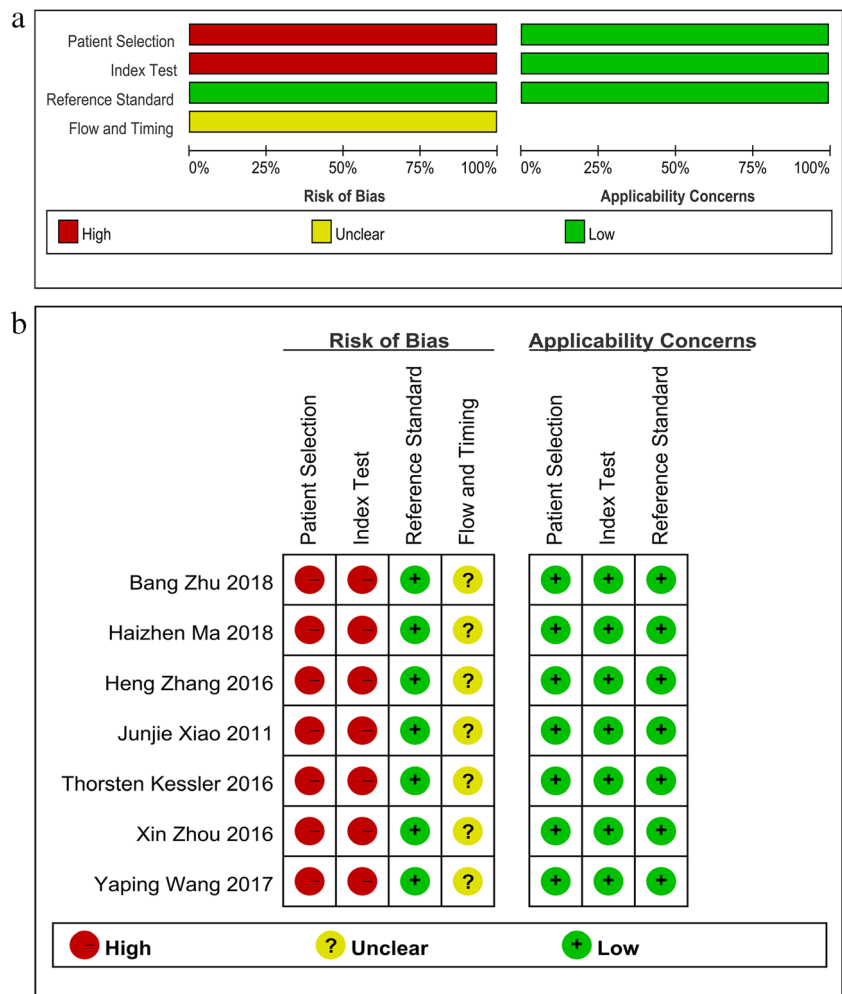 a
Patient Selection
Index Test
Reference Standard
Flow and Timing
0% 25% 50% 75% 100% 0% 25% 50% 75% 100%
Risk of Bias Applicability Concerns
High Unclear Low
b
Risk of Bias Applicability Concerns
Patient Selection
Index Test
Reference Standard
Flow and Timing
Patient Selection
Index Test
Reference Standard
Bang Zhu 2018 – – + ? + + +
Haizhen Ma 2018 – – + ? + + +
Heng Zhang 2016 – – + ? + + +
Junjie Xiao 2011 – – + ? + + +
Thorsten Kessler 2016 – – + ? + + +
Xin Zhou 2016 – – + ? + + +
Yaping Wang 2017 – – + ? + + +
– High ? Unclear + Low